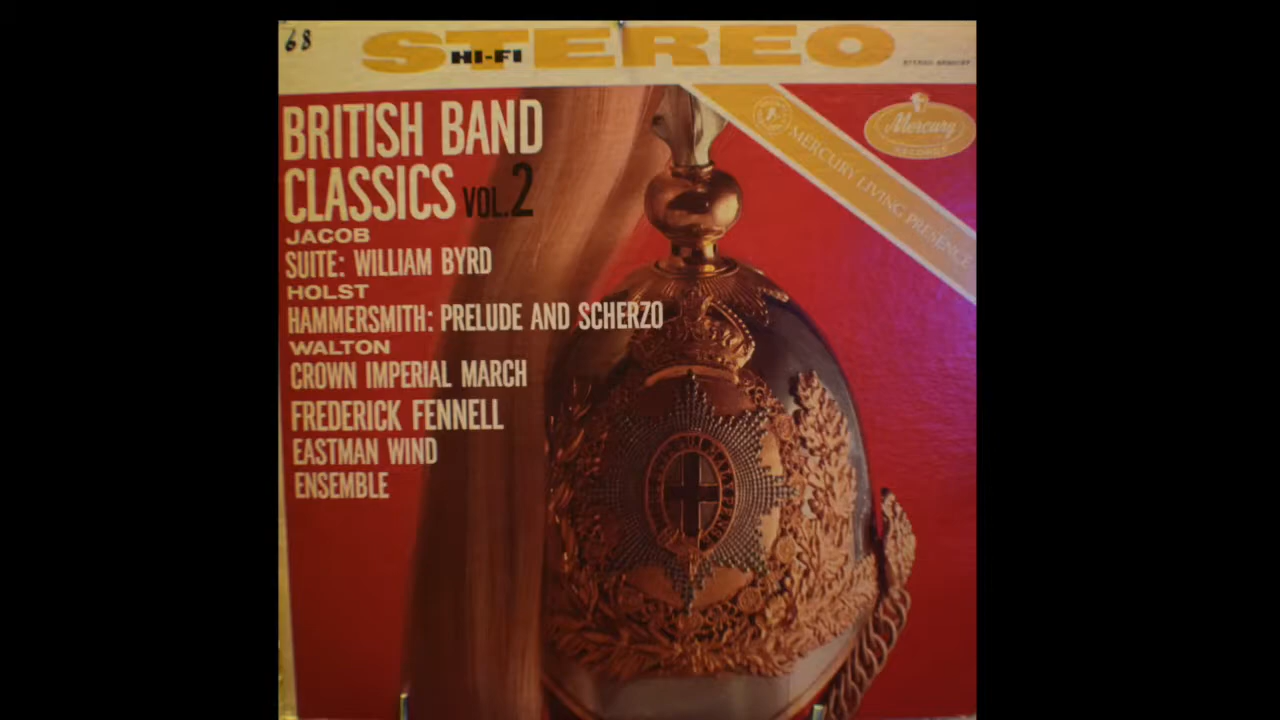 68
STEREO
HI-FI
BRITISH BAND
CLASSICS VOL.2
JACOB
SUITE: WILLIAM BYRD
HOLST
HAMMERSMITH: PRELUDE AND SCHERZO
WALTON
CROWN IMPERIAL MARCH
FREDERICK FENNELL
EASTMAN WIND
ENSEMBLE
MERCURY LIVING PRESENCE
Mercury
RECORDS